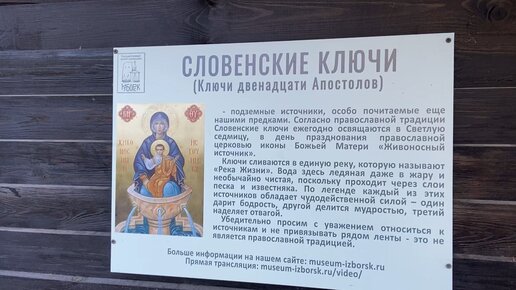 ИЗБОРСК
СЛОВЕНСКИЕ КЛЮЧИ
(Ключи двенадцати Апостолов)
- подземные источники, особо почитаемые еще
нашими предками. Согласно православной традиции
Словенские ключи ежегодно освящаются в Светлую
седмицу, в день празднования православной
церковью иконы Божьей Матери «Живоносный
источник».
Ключи сливаются в единую реку, которую называют
«Река Жизни». Вода здесь ледяная даже в жару и
необычайно чистая, поскольку проходит через слои
песка и известняка. По легенде каждый из этих
источников обладает чудодейственной силой – один
дарит бодрость, другой делится мудростью, третий
наделяет отвагой.
Убедительно просим с уважением относиться к
источникам и не привязывать рядом ленты - это не
является православной традицией.
Больше информации на нашем сайте: museum-izborsk.ru
Прямая трансляция: museum-izborsk.ru/video/